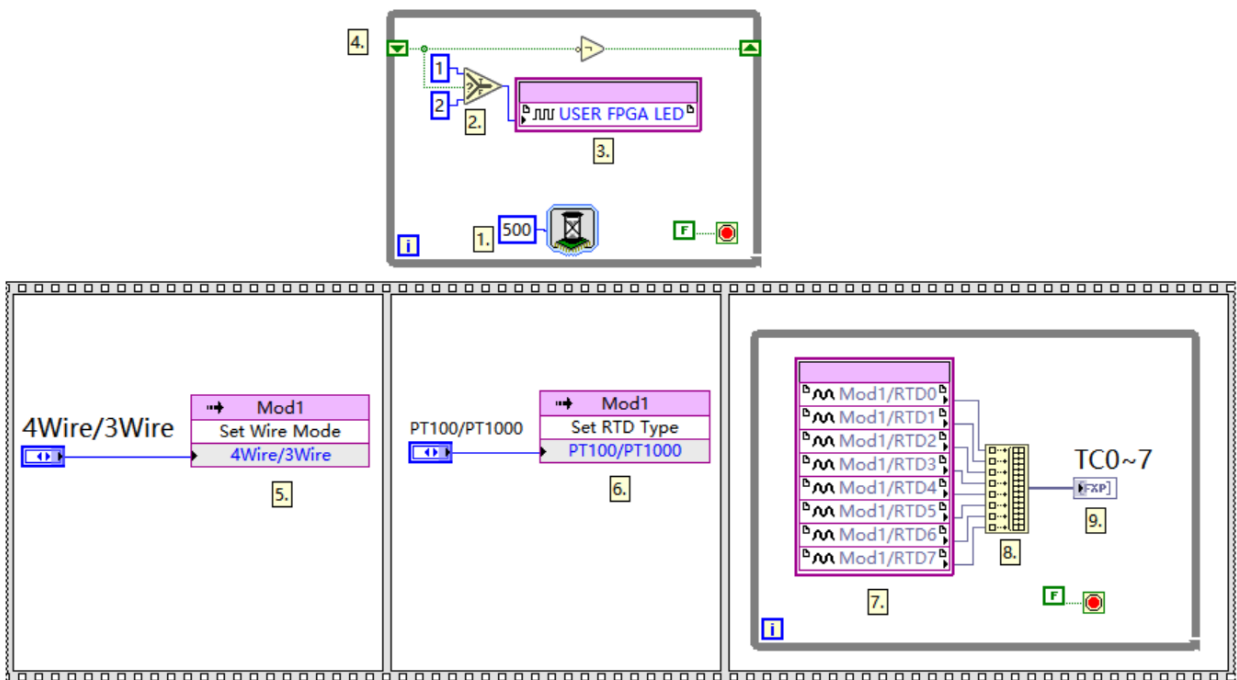 4.
1
2
2.
USER FPGA LED
3.
1.
500
F
i
4Wire/3Wire
Mod1
Set Wire Mode
4Wire/3Wire
5.
PT100/PT1000
Mod1
Set RTD Type
PT100/PT1000
6.
Mod1/RTD0
Mod1/RTD1
Mod1/RTD2
Mod1/RTD3
Mod1/RTD4
Mod1/RTD5
Mod1/RTD6
Mod1/RTD7
7.
8.
TC0~7
FXP
9.
F
i